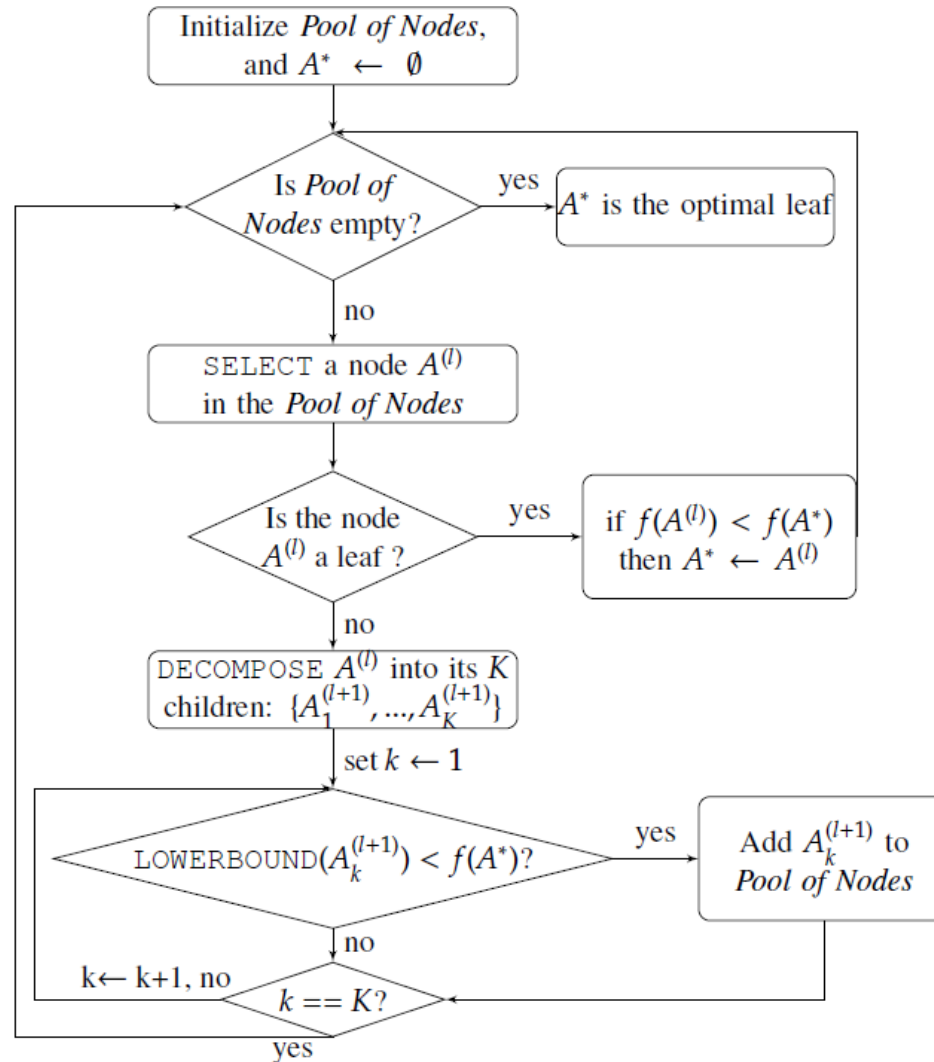 Initialize Pool of Nodes,
and A* ← ∅
Is Pool of
Nodes empty?
yes
A* is the optimal leaf
no
SELECT a node A^(l)
in the Pool of Nodes
Is the node
A^(l) a leaf ?
yes
if f(A^(l)) < f(A*)
then A* ← A^(l)
no
DECOMPOSE A^(l) into its K
children: {A_1^(l+1), ..., A_K^(l+1)}
set k ← 1
LOWERBOUND(A_k^(l+1)) < f(A*)?
yes
Add A_k^(l+1) to
Pool of Nodes
no
k← k+1, no
k == K?
yes